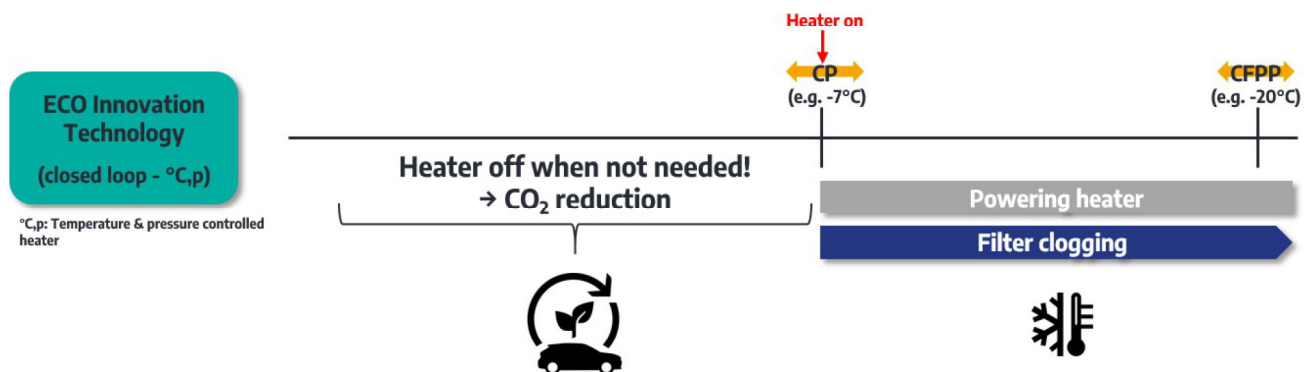 Heater on
CP
(e.g. -7°C)
CFPP
(e.g. -20°C)
ECO Innovation
Technology
(closed loop - °C,p)
°C,p: Temperature & pressure controlled
heater
Heater off when not needed!
→ CO₂ reduction
Powering heater
Filter clogging